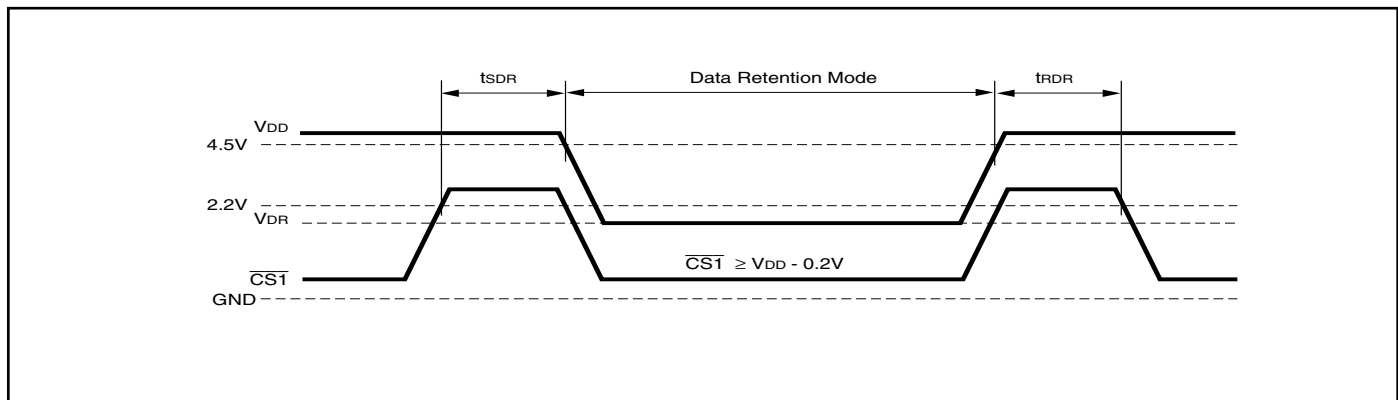 tSDR Data Retention Mode tRDR
VDD
4.5V
2.2V
VDR
CS1 ≥ VDD - 0.2V
CS1
GND